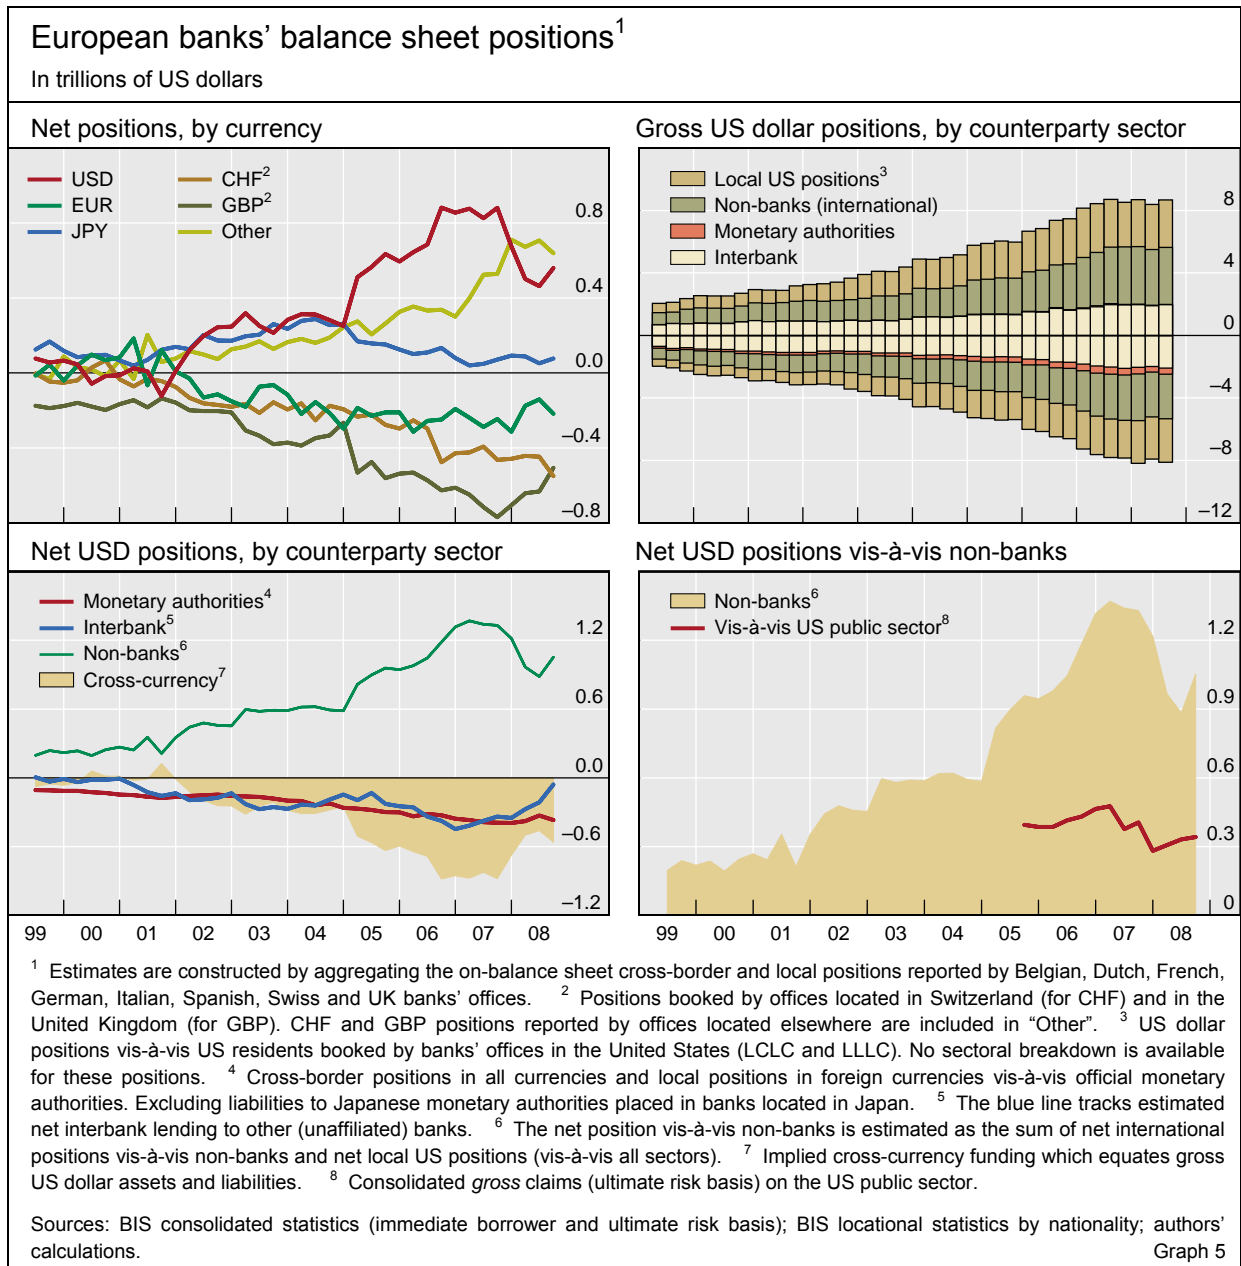 European banks’ balance sheet positions1
In trillions of US dollars
Net positions, by currency
USD
EUR
JPY
CHF2
GBP2
Other
0.8
0.4
0.0
–0.4
–0.8
Gross US dollar positions, by counterparty sector
Local US positions3
Non-banks (international)
Monetary authorities
Interbank
8
4
0
–4
–8
–12
Net USD positions, by counterparty sector
Monetary authorities4
Interbank5
Non-banks6
Cross-currency7
1.2
0.6
0.0
–0.6
–1.2
99 00 01 02 03 04 05 06 07 08
Net USD positions vis-à-vis non-banks
Non-banks6
Vis-à-vis US public sector8
1.2
0.9
0.6
0.3
0
99 00 01 02 03 04 05 06 07 08
1 Estimates are constructed by aggregating the on-balance sheet cross-border and local positions reported by Belgian, Dutch, French,
German, Italian, Spanish, Swiss and UK banks’ offices. 2 Positions booked by offices located in Switzerland (for CHF) and in the
United Kingdom (for GBP). CHF and GBP positions reported by offices located elsewhere are included in “Other”. 3 US dollar
positions vis-à-vis US residents booked by banks’ offices in the United States (LCLC and LLLC). No sectoral breakdown is available
for these positions. 4 Cross-border positions in all currencies and local positions in foreign currencies vis-à-vis official monetary
authorities. Excluding liabilities to Japanese monetary authorities placed in banks located in Japan. 5 The blue line tracks estimated
net interbank lending to other (unaffiliated) banks. 6 The net position vis-à-vis non-banks is estimated as the sum of net international
positions vis-à-vis non-banks and net local US positions (vis-à-vis all sectors). 7 Implied cross-currency funding which equates gross
US dollar assets and liabilities. 8 Consolidated gross claims (ultimate risk basis) on the US public sector.
Sources: BIS consolidated statistics (immediate borrower and ultimate risk basis); BIS locational statistics by nationality; authors’
calculations.
Graph 5